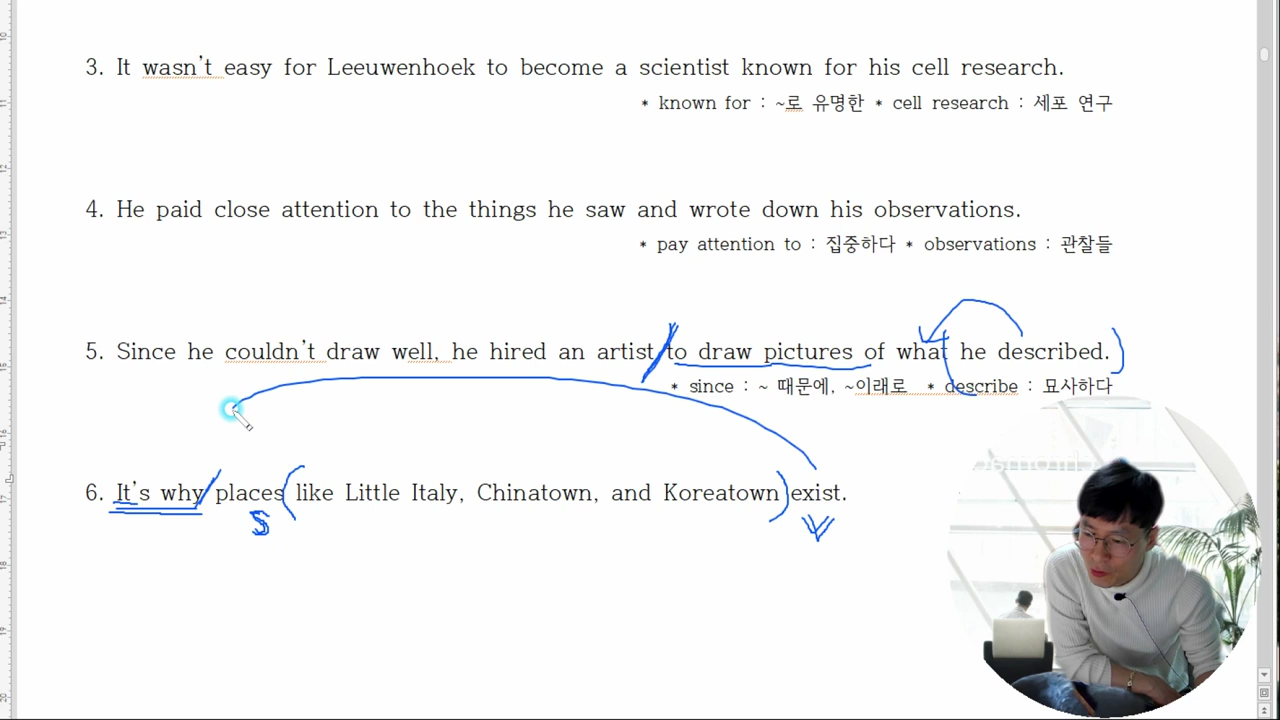 3. It wasn't easy for Leeuwenhoek to become a scientist known for his cell research.
* known for : ~로 유명한 * cell research : 세포 연구
4. He paid close attention to the things he saw and wrote down his observations.
* pay attention to : 집중하다 * observations : 관찰들
5. Since he couldn't draw well, he hired an artist to draw pictures of what he described.
* since : ~ 때문에, ~이래로 * describe : 묘사하다
6. It's why places like Little Italy, Chinatown, and Koreatown exist.
S V